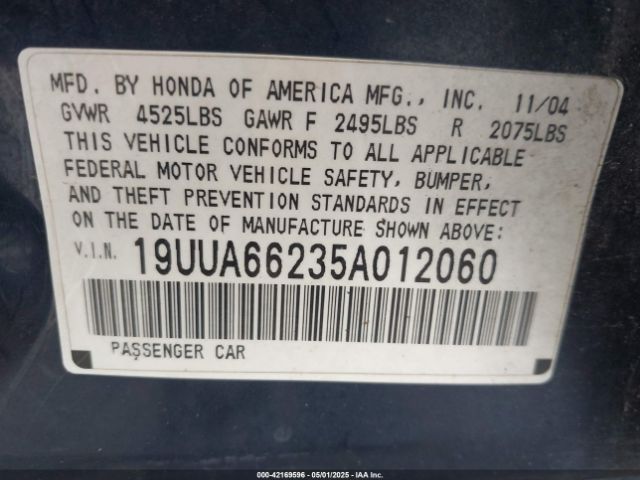 MFD. BY HONDA OF AMERICA MFG., INC. 11/04
GVWR 4525LBS GAWR F 2495LBS R 2075LBS
THIS VEHICLE CONFORMS TO ALL APPLICABLE
FEDERAL MOTOR VEHICLE SAFETY, BUMPER,
AND THEFT PREVENTION STANDARDS IN EFFECT
ON THE DATE OF MANUFACTURE SHOWN ABOVE:
V.I.N. 19UUA66235A012060
PASSENGER CAR
000-42169596 - 05/01/2025 - IAA Inc.